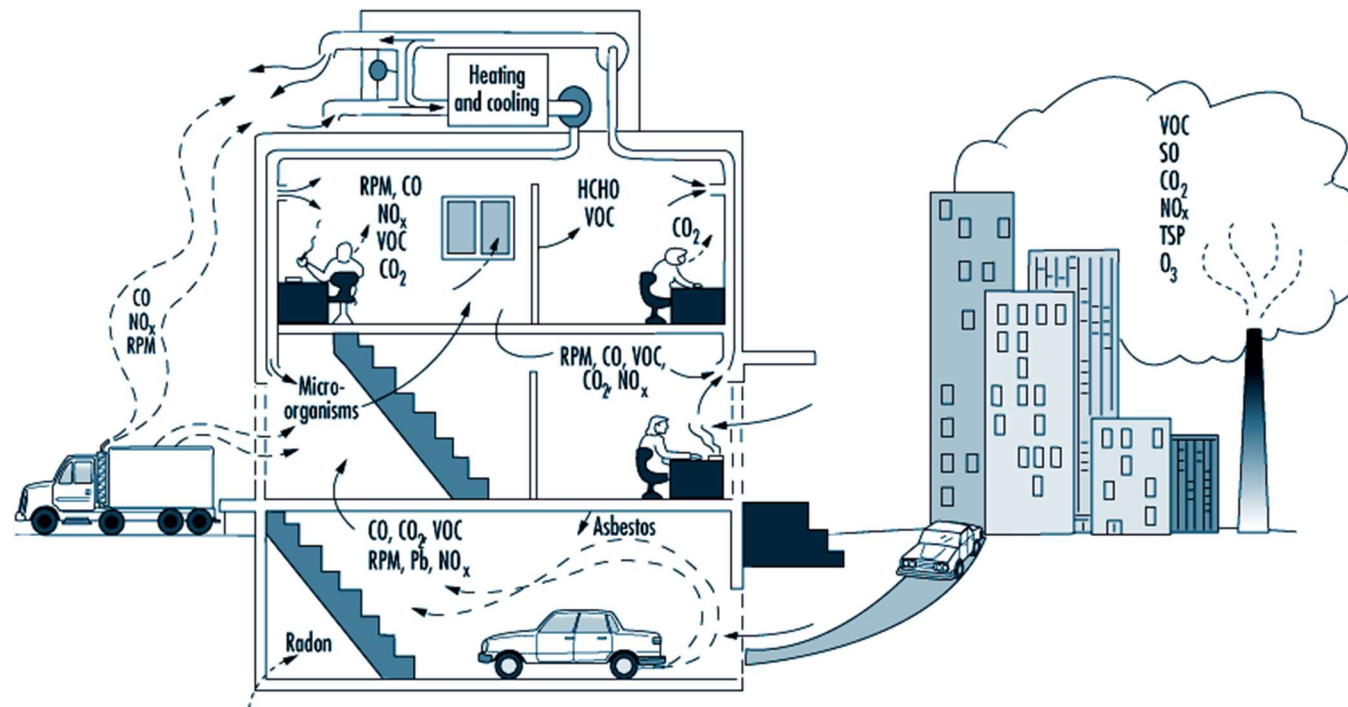 Heating
and cooling
RPM, CO
NOₓ
VOC
CO₂
HCHO
VOC
CO₂
VOC
SO
CO₂
NOₓ
TSP
O₃
CO
NOₓ
RPM
RPM, CO, VOC,
CO₂, NOₓ
Micro-
organisms
CO, CO₂, VOC
RPM, Pb, NOₓ
Asbestos
Radon